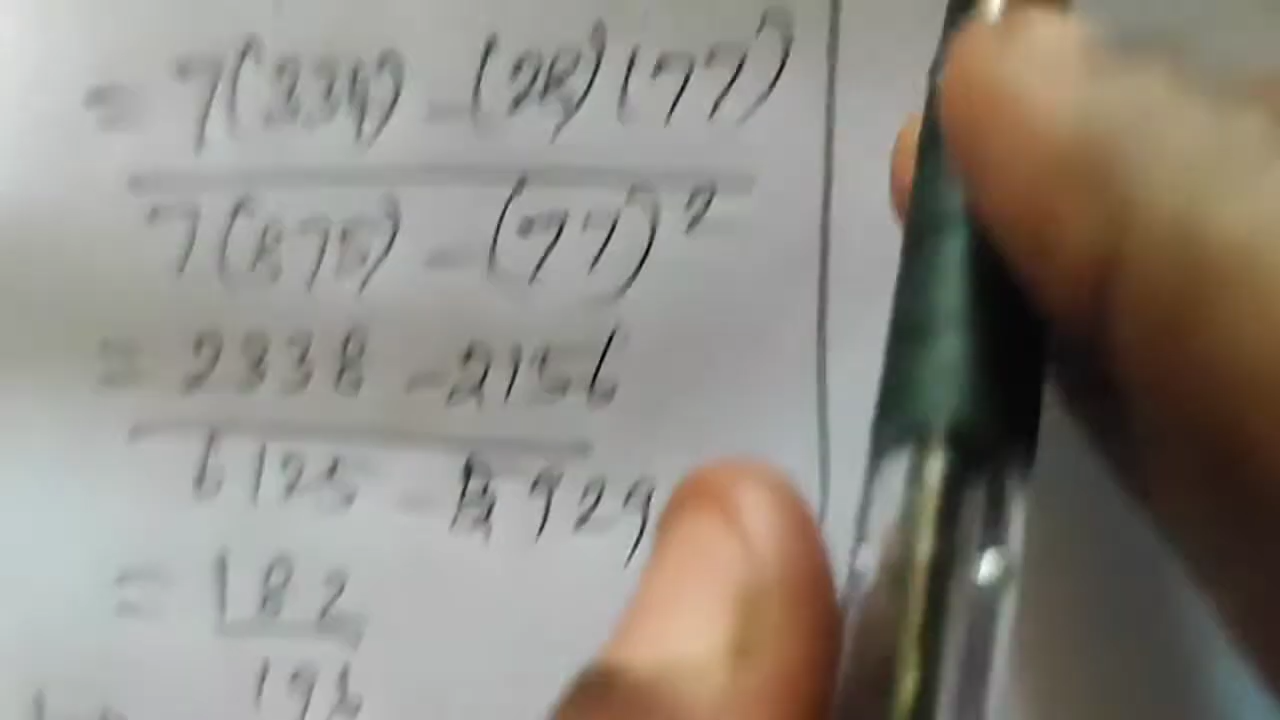 = 7(334) - (28)(77)
7(875) - (77)²
= 2338 - 2156
6125 - 5929
= 182
196